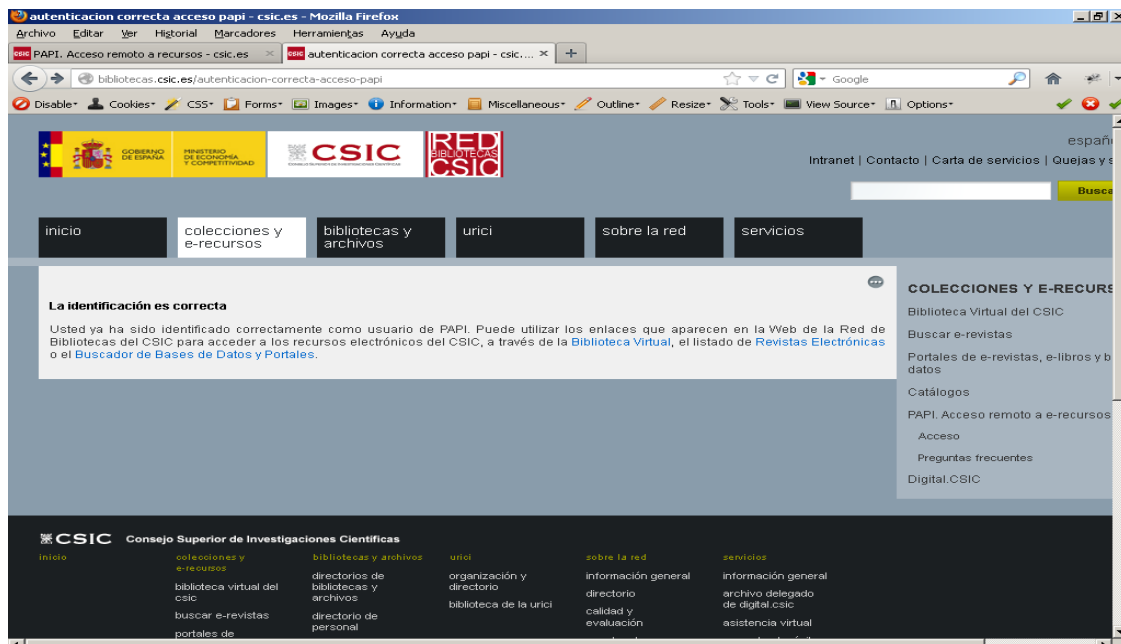 autenticacion correcta acceso papi - csic.es - Mozilla Firefox
Archivo Editar Ver Historial Marcadores Herramientas Ayuda
csic PAPI. Acceso remoto a recursos - csic.es × csic autenticacion correcta acceso papi - csic.... × +
bibliotecas.csic.es/autenticacion-correcta-acceso-papi Google
Disable Cookies CSS Forms Images Information Miscellaneous Outline Resize Tools View Source Options
GOBIERNO DE ESPAÑA
MINISTERIO DE ECONOMÍA Y COMPETITIVIDAD
CSIC
CONSEJO SUPERIOR DE INVESTIGACIONES CIENTÍFICAS
RED
BIBLIOTECAS
CSIC
españ
Intranet | Contacto | Carta de servicios | Quejas y s
Busca
inicio
colecciones y e-recursos
bibliotecas y archivos
urici
sobre la red
servicios
La identificación es correcta
Usted ya ha sido identificado correctamente como usuario de PAPI. Puede utilizar los enlaces que aparecen en la Web de la Red de
Bibliotecas del CSIC para acceder a los recursos electrónicos del CSIC, a través de la Biblioteca Virtual, el listado de Revistas Electrónicas
o el Buscador de Bases de Datos y Portales.
COLECCIONES Y E-RECURS
Biblioteca Virtual del CSIC
Buscar e-revistas
Portales de e-revistas, e-libros y b
datos
Catálogos
PAPI. Acceso remoto a e-recursos
Acceso
Preguntas frecuentes
Digital.CSIC
CSIC Consejo Superior de Investigaciones Científicas
inicio
colecciones y
e-recursos
biblioteca virtual del
csic
buscar e-revistas
portales de
bibliotecas y archivos
directorios de
bibliotecas y
archivos
directorio de
personal
urici
organización y
directorio
biblioteca de la urici
sobre la red
información general
directorio
calidad y
evaluación
servicios
información general
archivo delegado
de digital.csic
asistencia virtual